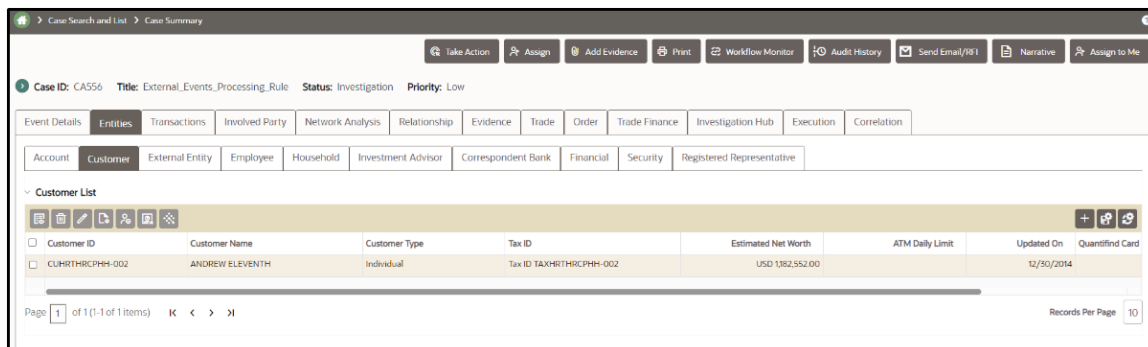 > Case Search and List > Case Summary
Take Action Assign Add Evidence Print Workflow Monitor Audit History Send Email/RFI Narrative Assign to Me
Case ID: CA556 Title: External_Events_Processing_Rule Status: Investigation Priority: Low
Event Details Entities Transactions Involved Party Network Analysis Relationship Evidence Trade Order Trade Finance Investigation Hub Execution Correlation
Account Customer External Entity Employee Household Investment Advisor Correspondent Bank Financial Security Registered Representative
Customer List
Customer ID Customer Name Customer Type Tax ID Estimated Net Worth ATM Daily Limit Updated On Quantifind Card
CUHRTHRCPHH-002 ANDREW ELEVENTH Individual Tax ID TAXHRTHRCPHH-002 USD 1,182,552.00 12/30/2014
Page 1 of 1 (1-1 of 1 items) Records Per Page 10